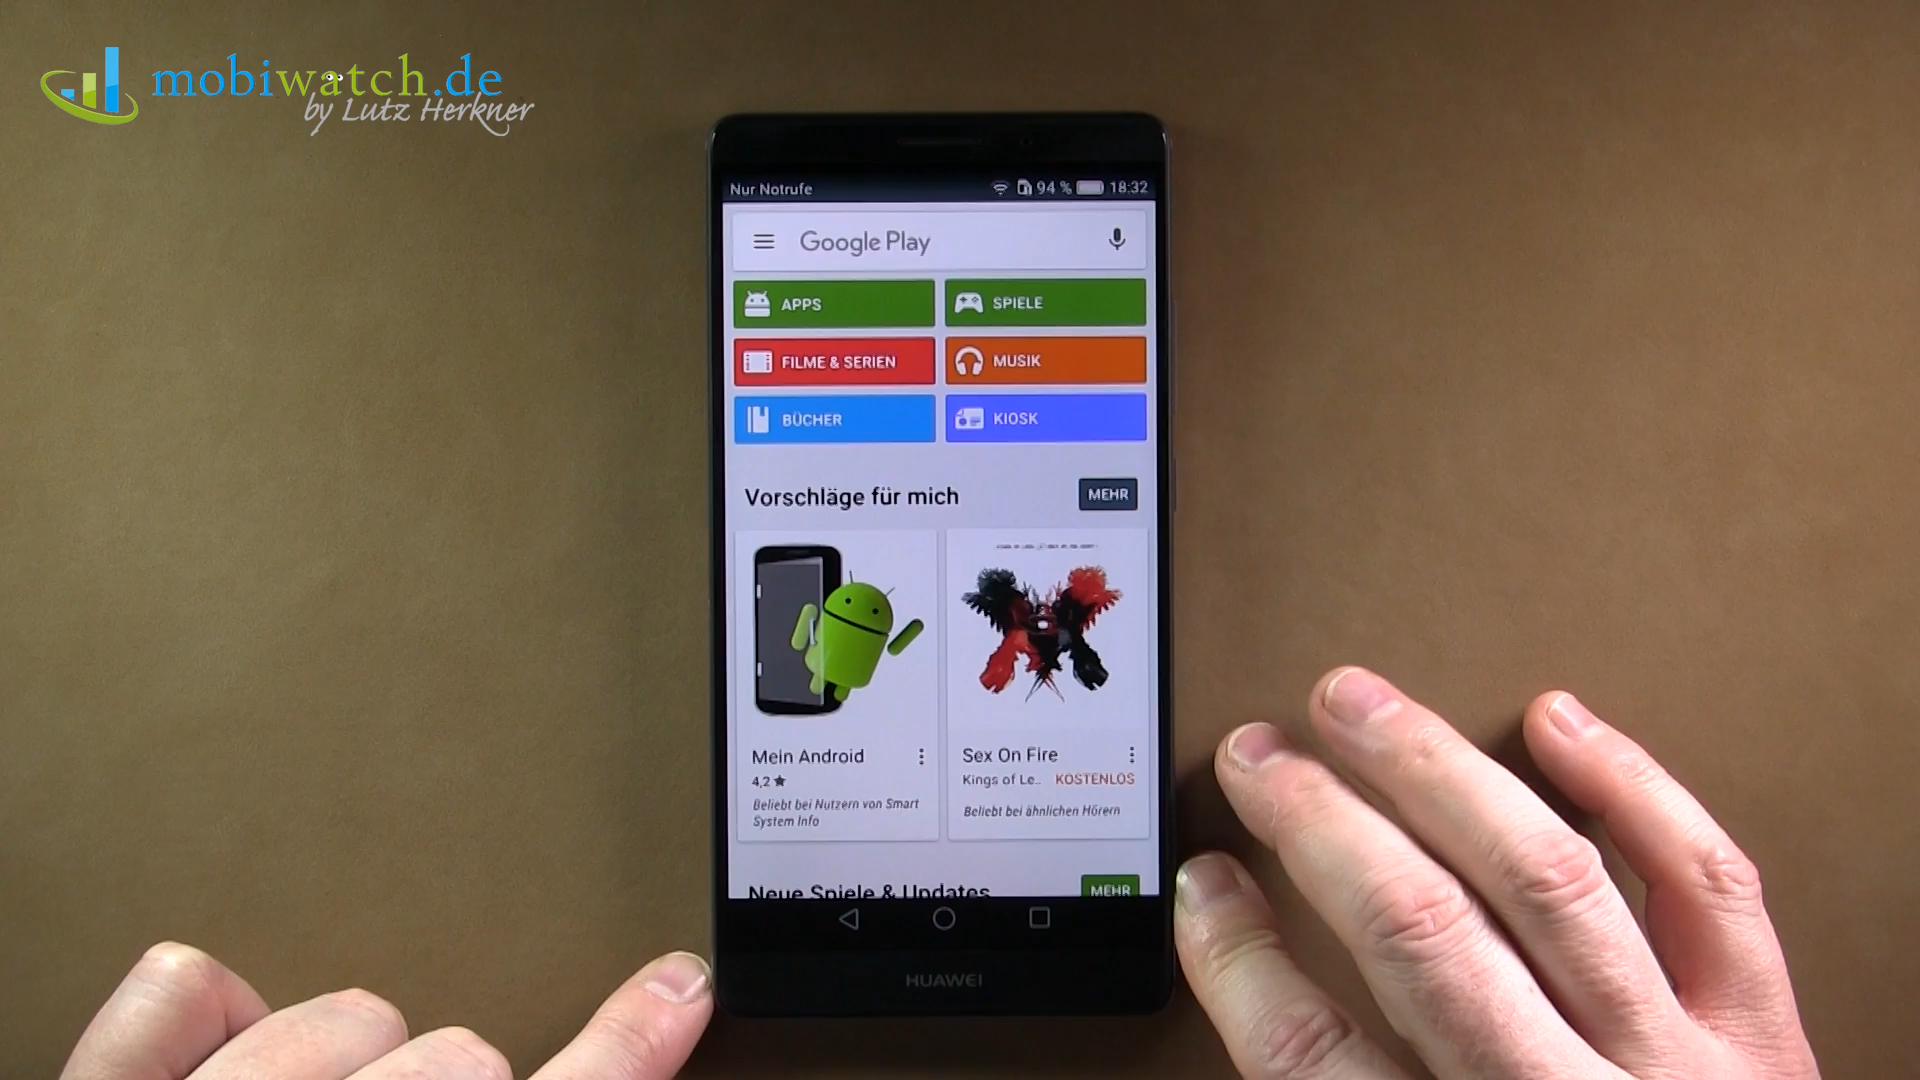 mobiwatch.de
by Lutz Herkner
Nur Notrufe 94 % 18:32
Google Play
APPS SPIELE
FILME & SERIEN MUSIK
BÜCHER KIOSK
Vorschläge für mich MEHR
Mein Android
4,2
Beliebt bei Nutzern von Smart
System Info
Sex On Fire
Kings of Le.. KOSTENLOS
Beliebt bei ähnlichen Hörern
Neue Spiele & Updates MEHR
HUAWEI